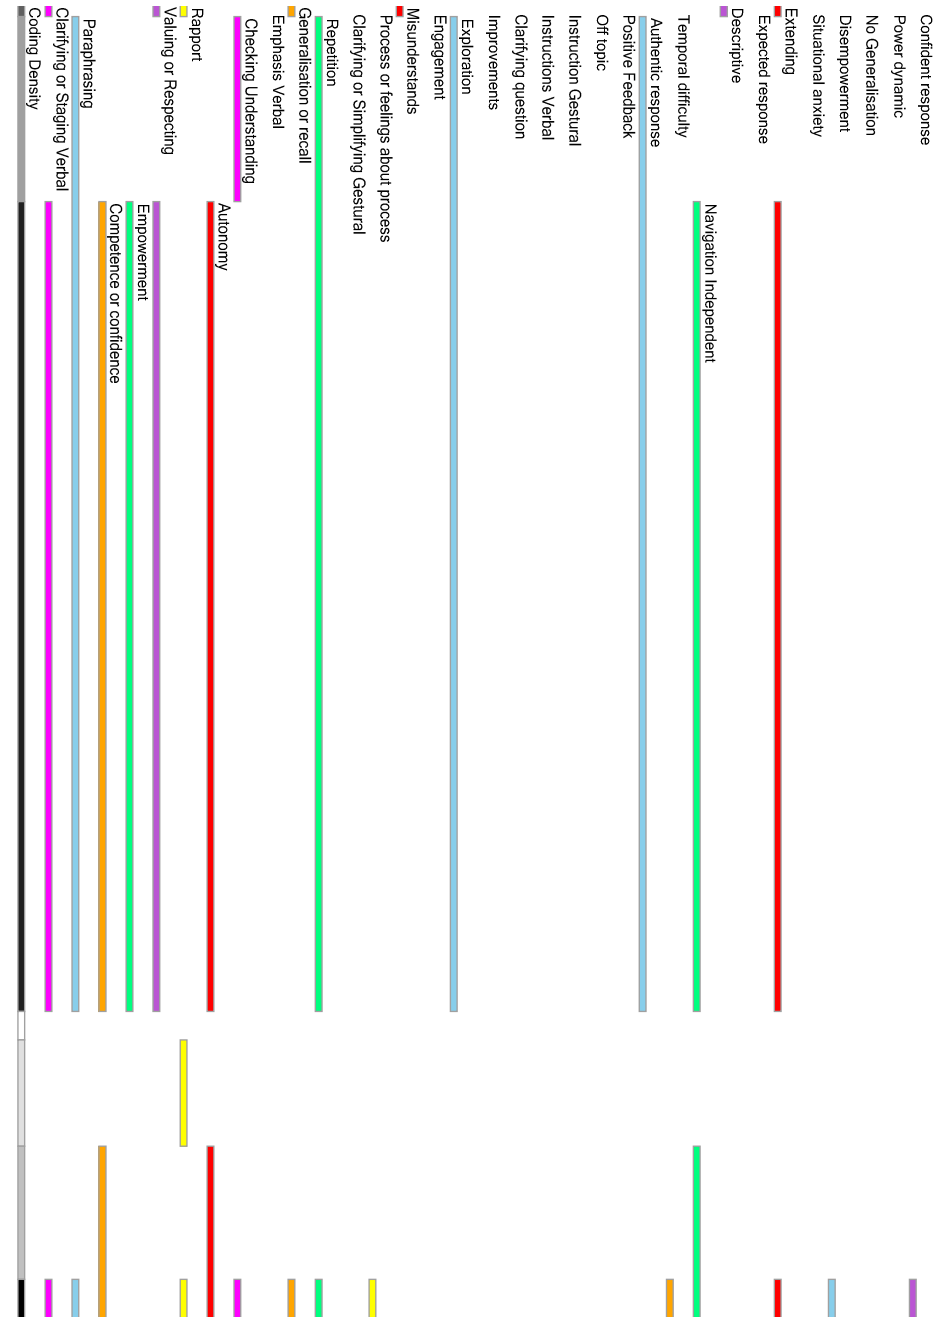 Confident response
Power dynamic
No Generalisation
Disempowerment
Situational anxiety
Extending
Expected response
Descriptive
Navigation Independent
Temporal difficulty
Authentic response
Positive Feedback
Off topic
Instruction Gestural
Instructions Verbal
Clarifying question
Improvements
Exploration
Engagement
Misunderstands
Process or feelings about process
Clarifying or Simplifying Gestural
Repetition
Generalisation or recall
Emphasis Verbal
Checking Understanding
Autonomy
Rapport
Valuing or Respecting
Empowerment
Competence or confidence
Paraphrasing
Clarifying or Staging Verbal
Coding Density